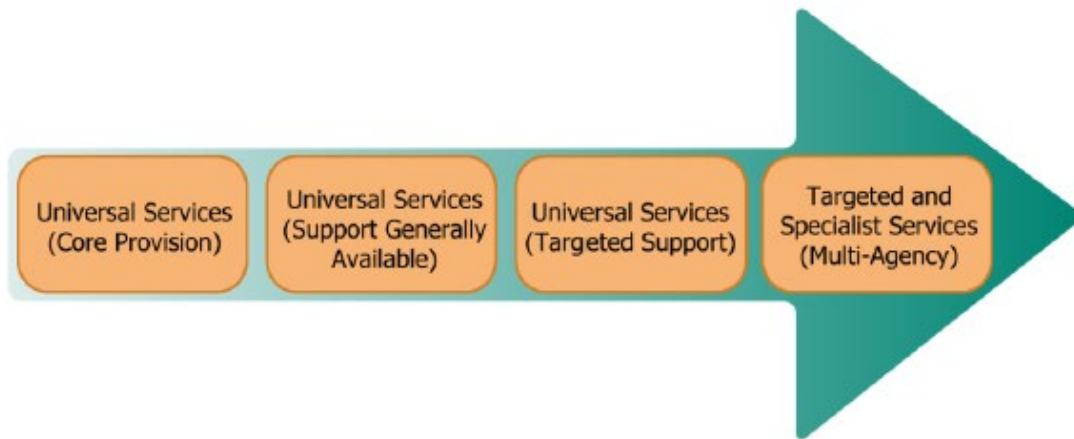 Universal Services
(Core Provision)
Universal Services
(Support Generally
Available)
Universal Services
(Targeted Support)
Targeted and
Specialist Services
(Multi-Agency)